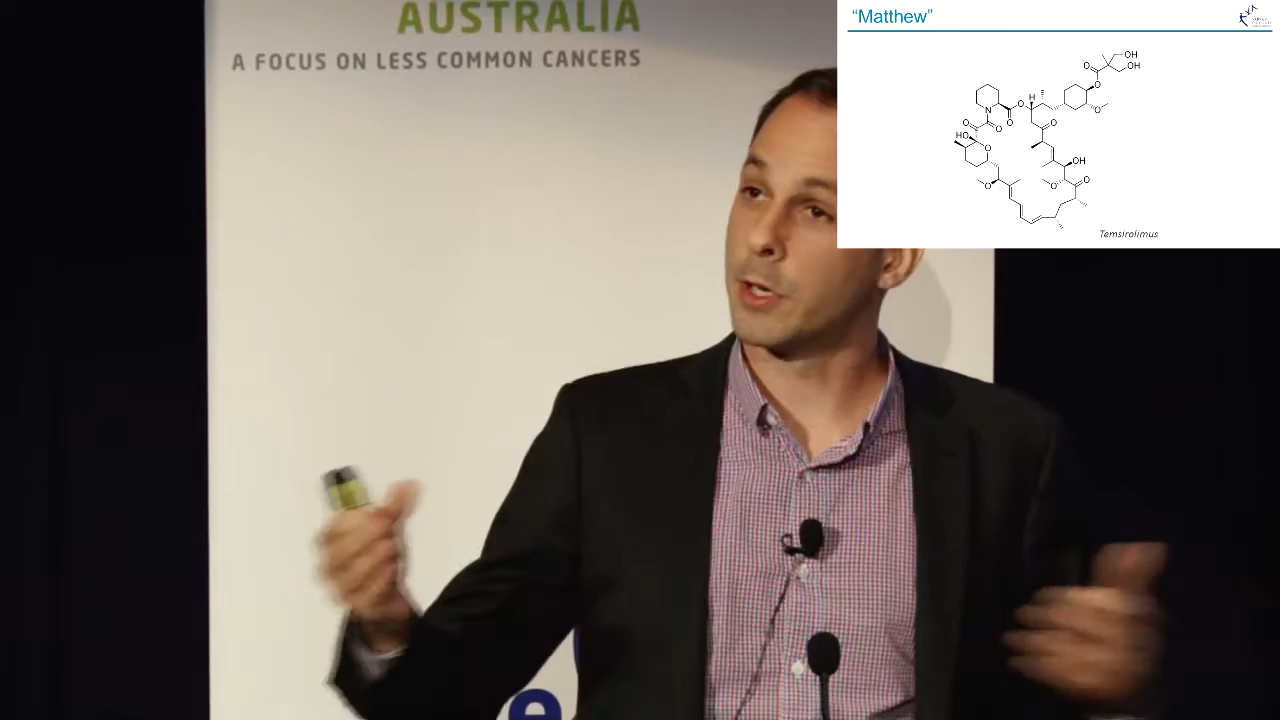 AUSTRALIA
A FOCUS ON LESS COMMON CANCERS
“Matthew”
OH
OH
O
O
H
O
O
N
O
O
O
O
HO
O
OH
O
O
O
Temsirolimus
e